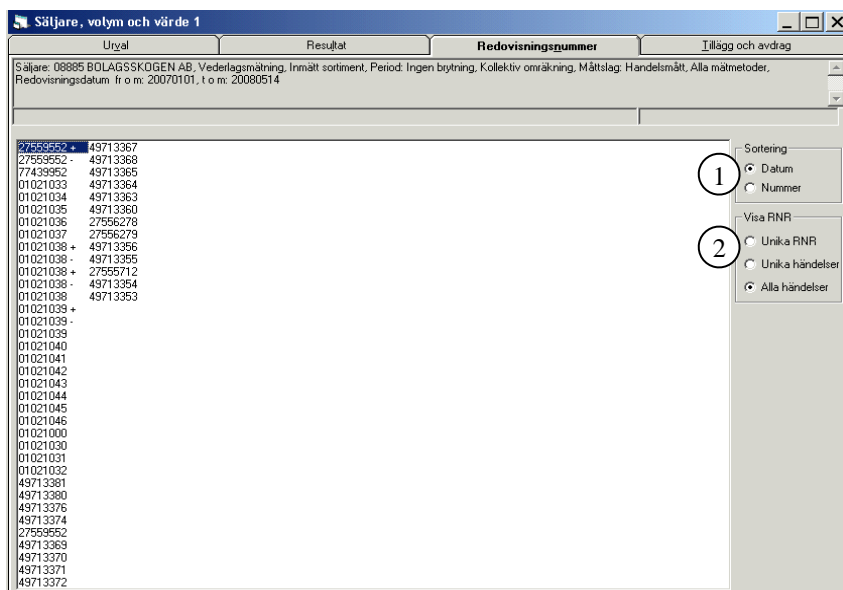 Säljare, volym och värde 1
Urval
Resultat
Redovisningsnummer
Tillägg och avdrag
Säljare: 08885 BOLAGSSKOGEN AB, Vederlagsmätning, Inmätt sortiment, Period: Ingen brytning, Kollektiv omräkning, Måttslag: Handelsmått, Alla mätmetoder,
Redovisningsdatum fr o m: 20070101, t o m: 20080514
27559552 + 49713367
27559552 - 49713368
77439952 49713365
01021033 49713364
01021034 49713363
01021035 49713360
01021036 27556278
01021037 27556279
01021038 + 49713356
01021038 - 49713355
01021038 + 27555712
01021038 - 49713354
01021038 49713353
01021039 +
01021039 -
01021039
01021040
01021041
01021042
01021043
01021044
01021045
01021046
01021000
01021030
01021031
01021032
49713381
49713380
49713376
49713374
27559552
49713369
49713370
49713371
49713372
1
Sortering
Datum
Nummer
2
Visa RNR
Unika RNR
Unika händelser
Alla händelser